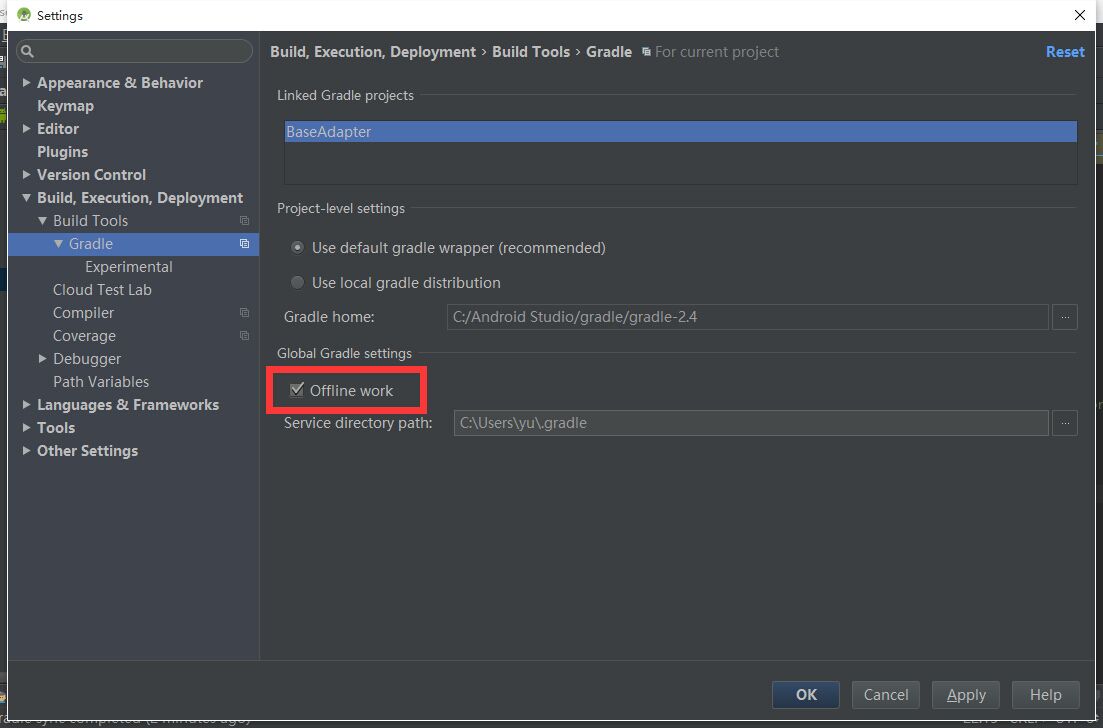 Settings
Build, Execution, Deployment › Build Tools › Gradle For current project Reset
Appearance & Behavior
Keymap
Editor
Plugins
Version Control
Build, Execution, Deployment
Build Tools
Gradle
Experimental
Cloud Test Lab
Compiler
Coverage
Debugger
Path Variables
Languages & Frameworks
Tools
Other Settings
Linked Gradle projects
BaseAdapter
Project-level settings
Use default gradle wrapper (recommended)
Use local gradle distribution
Gradle home: C:/Android Studio/gradle/gradle-2.4 ...
Global Gradle settings
Offline work
Service directory path: C:\Users\yu\.gradle ...
OK Cancel Apply Help